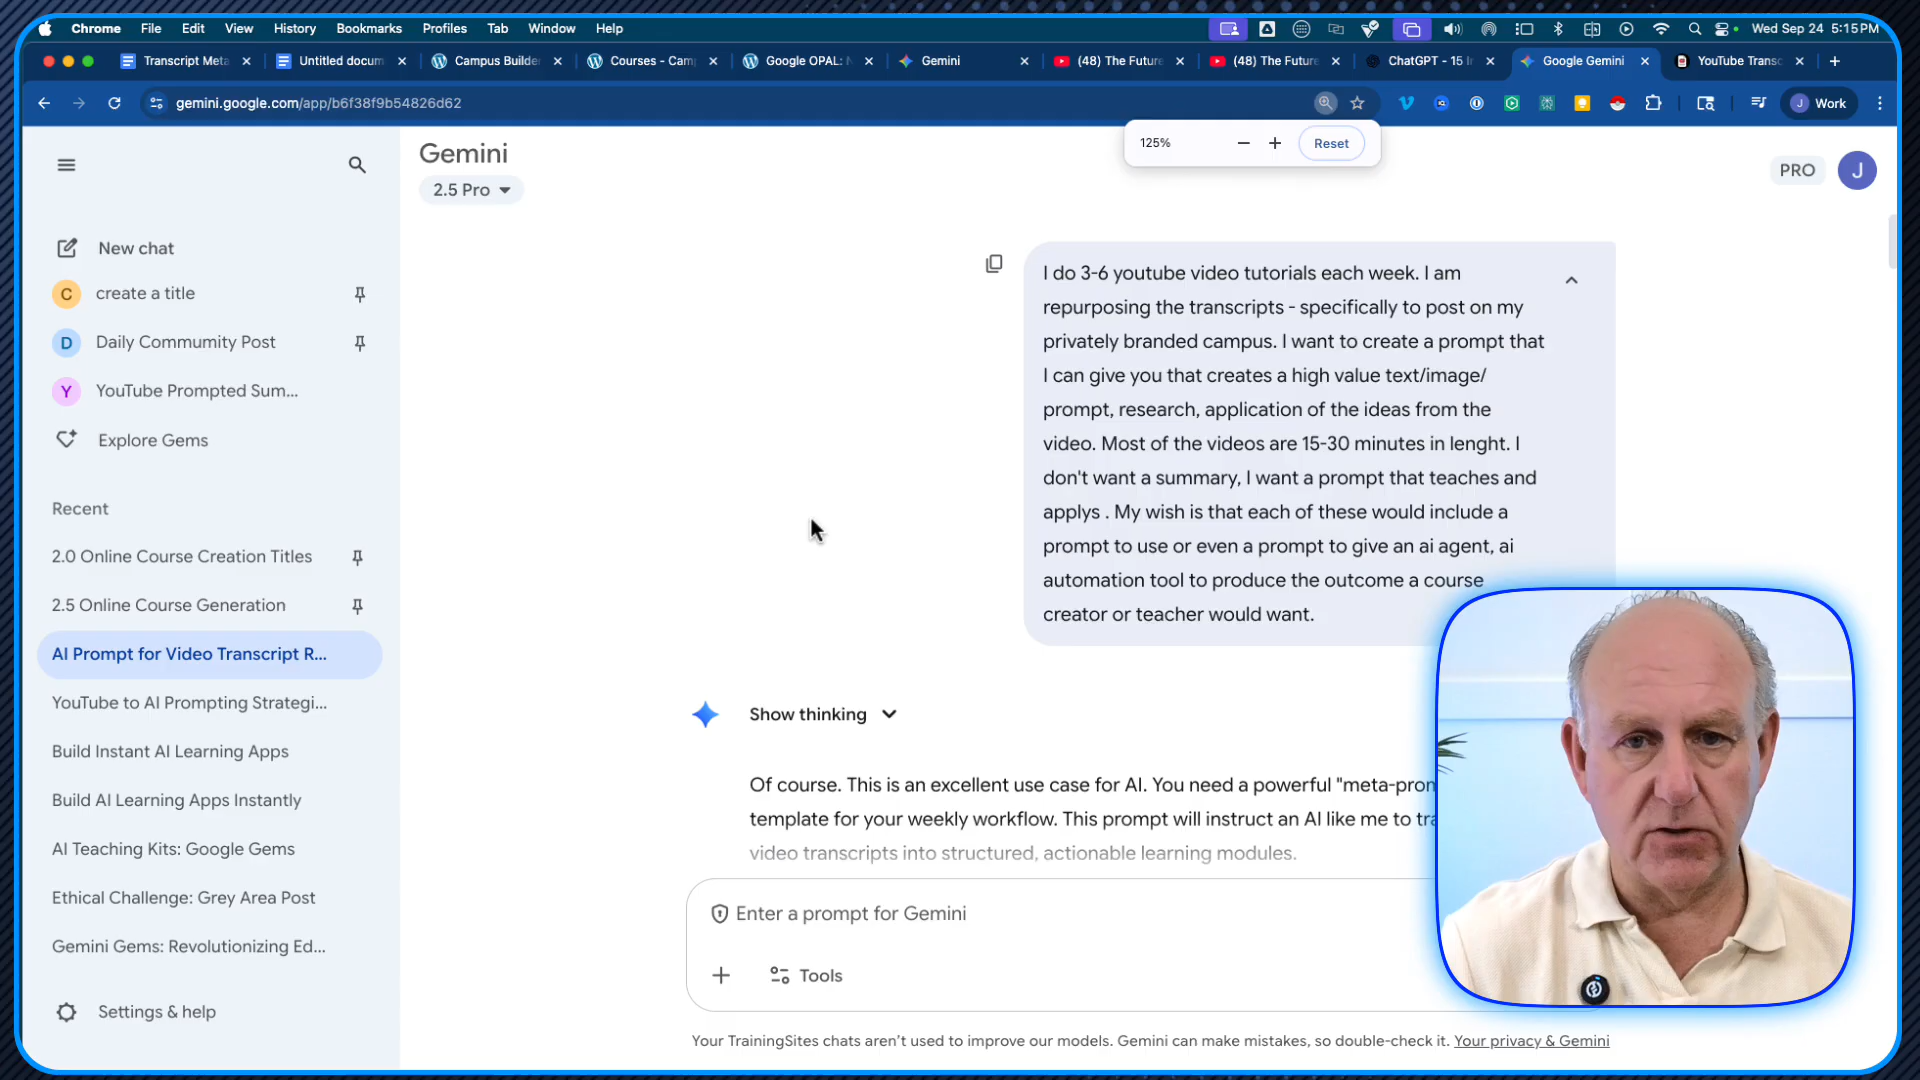 Chrome File Edit View History Bookmarks Profiles Tab Window Help
Wed Sep 24 5:15 PM
Transcript Meta
Untitled docum
Campus Builde
Courses - Cam
Google OPAL: N
Gemini
(48) The Future
(48) The Future
ChatGPT - 15 I
Google Gemini
YouTube Transc
gemini.google.com/app/b6f38f9b54826d62
J Work
125%
Reset
Gemini
2.5 Pro
PRO
J
New chat
C create a title
D Daily Community Post
Y YouTube Prompted Sum...
Explore Gems
Recent
2.0 Online Course Creation Titles
2.5 Online Course Generation
AI Prompt for Video Transcript R...
YouTube to AI Prompting Strategi...
Build Instant AI Learning Apps
Build AI Learning Apps Instantly
AI Teaching Kits: Google Gems
Ethical Challenge: Grey Area Post
Gemini Gems: Revolutionizing Ed...
Settings & help
I do 3-6 youtube video tutorials each week. I am
repurposing the transcripts - specifically to post on my
privately branded campus. I want to create a prompt that
I can give you that creates a high value text/image/
prompt, research, application of the ideas from the
video. Most of the videos are 15-30 minutes in lenght. I
don't want a summary, I want a prompt that teaches and
applys . My wish is that each of these would include a
prompt to use or even a prompt to give an ai agent, ai
automation tool to produce the outcome a course
creator or teacher would want.
Show thinking
Of course. This is an excellent use case for AI. You need a powerful "meta-prom
template for your weekly workflow. This prompt will instruct an AI like me to tra
video transcripts into structured, actionable learning modules.
Enter a prompt for Gemini
Tools
Your TrainingSites chats aren't used to improve our models. Gemini can make mistakes, so double-check it. Your privacy & Gemini